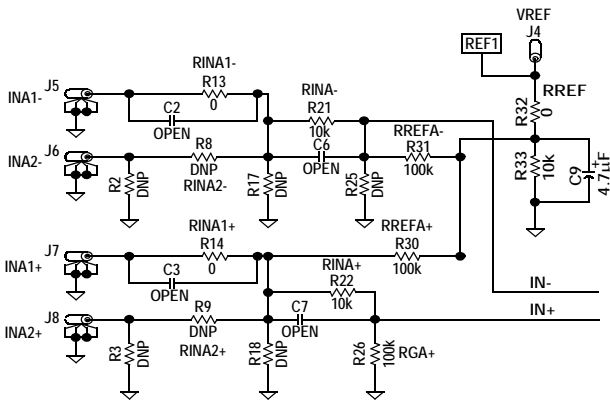 VREF
J4
REF1
RREF
R32
0
R33
10k
C9
+
4.7µF
J5
INA1-
RINA1-
R13
0
C2
OPEN
RINA-
R21
10k
C6
OPEN
RREFA-
R31
100k
J6
INA2-
R8
DNP
RINA2-
R2
DNP
R17
DNP
R25
DNP
J7
INA1+
RINA1+
R14
0
C3
OPEN
RREFA+
R30
100k
RINA+
R22
10k
IN-
J8
INA2+
R9
DNP
RINA2+
C7
OPEN
IN+
R3
DNP
R18
DNP
R26
100k
RGA+